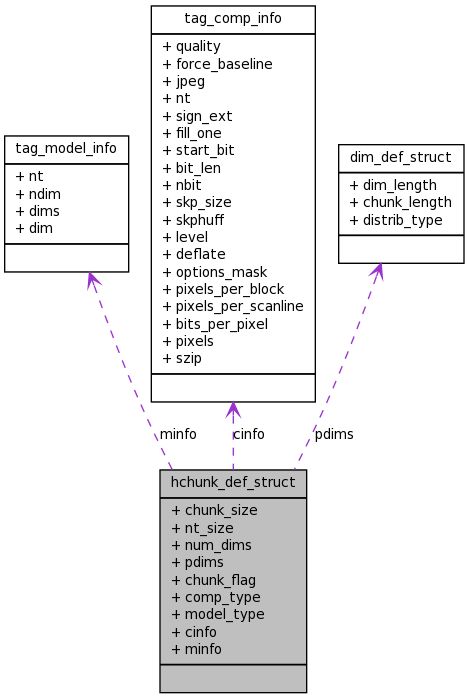 tag_comp_info
+ quality
+ force_baseline
+ jpeg
+ nt
+ sign_ext
+ fill_one
+ start_bit
+ bit_len
+ nbit
+ skp_size
+ skphuff
+ level
+ deflate
+ options_mask
+ pixels_per_block
+ pixels_per_scanline
+ bits_per_pixel
+ pixels
+ szip
tag_model_info
+ nt
+ ndim
+ dims
+ dim
dim_def_struct
+ dim_length
+ chunk_length
+ distrib_type
minfo
cinfo
pdims
hchunk_def_struct
+ chunk_size
+ nt_size
+ num_dims
+ pdims
+ chunk_flag
+ comp_type
+ model_type
+ cinfo
+ minfo